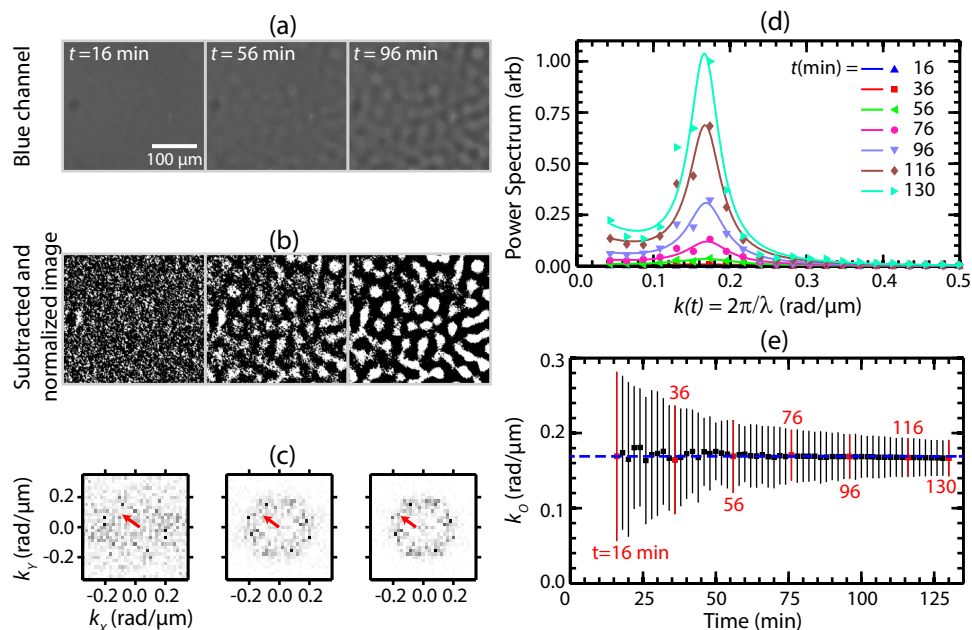 (a)
Blue channel
t = 16 min
t = 56 min
t = 96 min
100 μm
(b)
Subtracted and
normalized image
(c)
k_Y (rad/μm)
0.2
0.0
-0.2
-0.2 0.0 0.2
-0.2 0.0 0.2
-0.2 0.0 0.2
k_X (rad/μm)
(d)
Power Spectrum (arb)
1.00
0.75
0.50
0.25
0.00
t(min) =
16
36
56
76
96
116
130
0.0 0.1 0.2 0.3 0.4 0.5
k(t) = 2π/λ (rad/μm)
(e)
k_O (rad/μm)
0.3
0.2
0.1
0.0
36
76
116
56
96
130
t=16 min
0 25 50 75 100 125
Time (min)